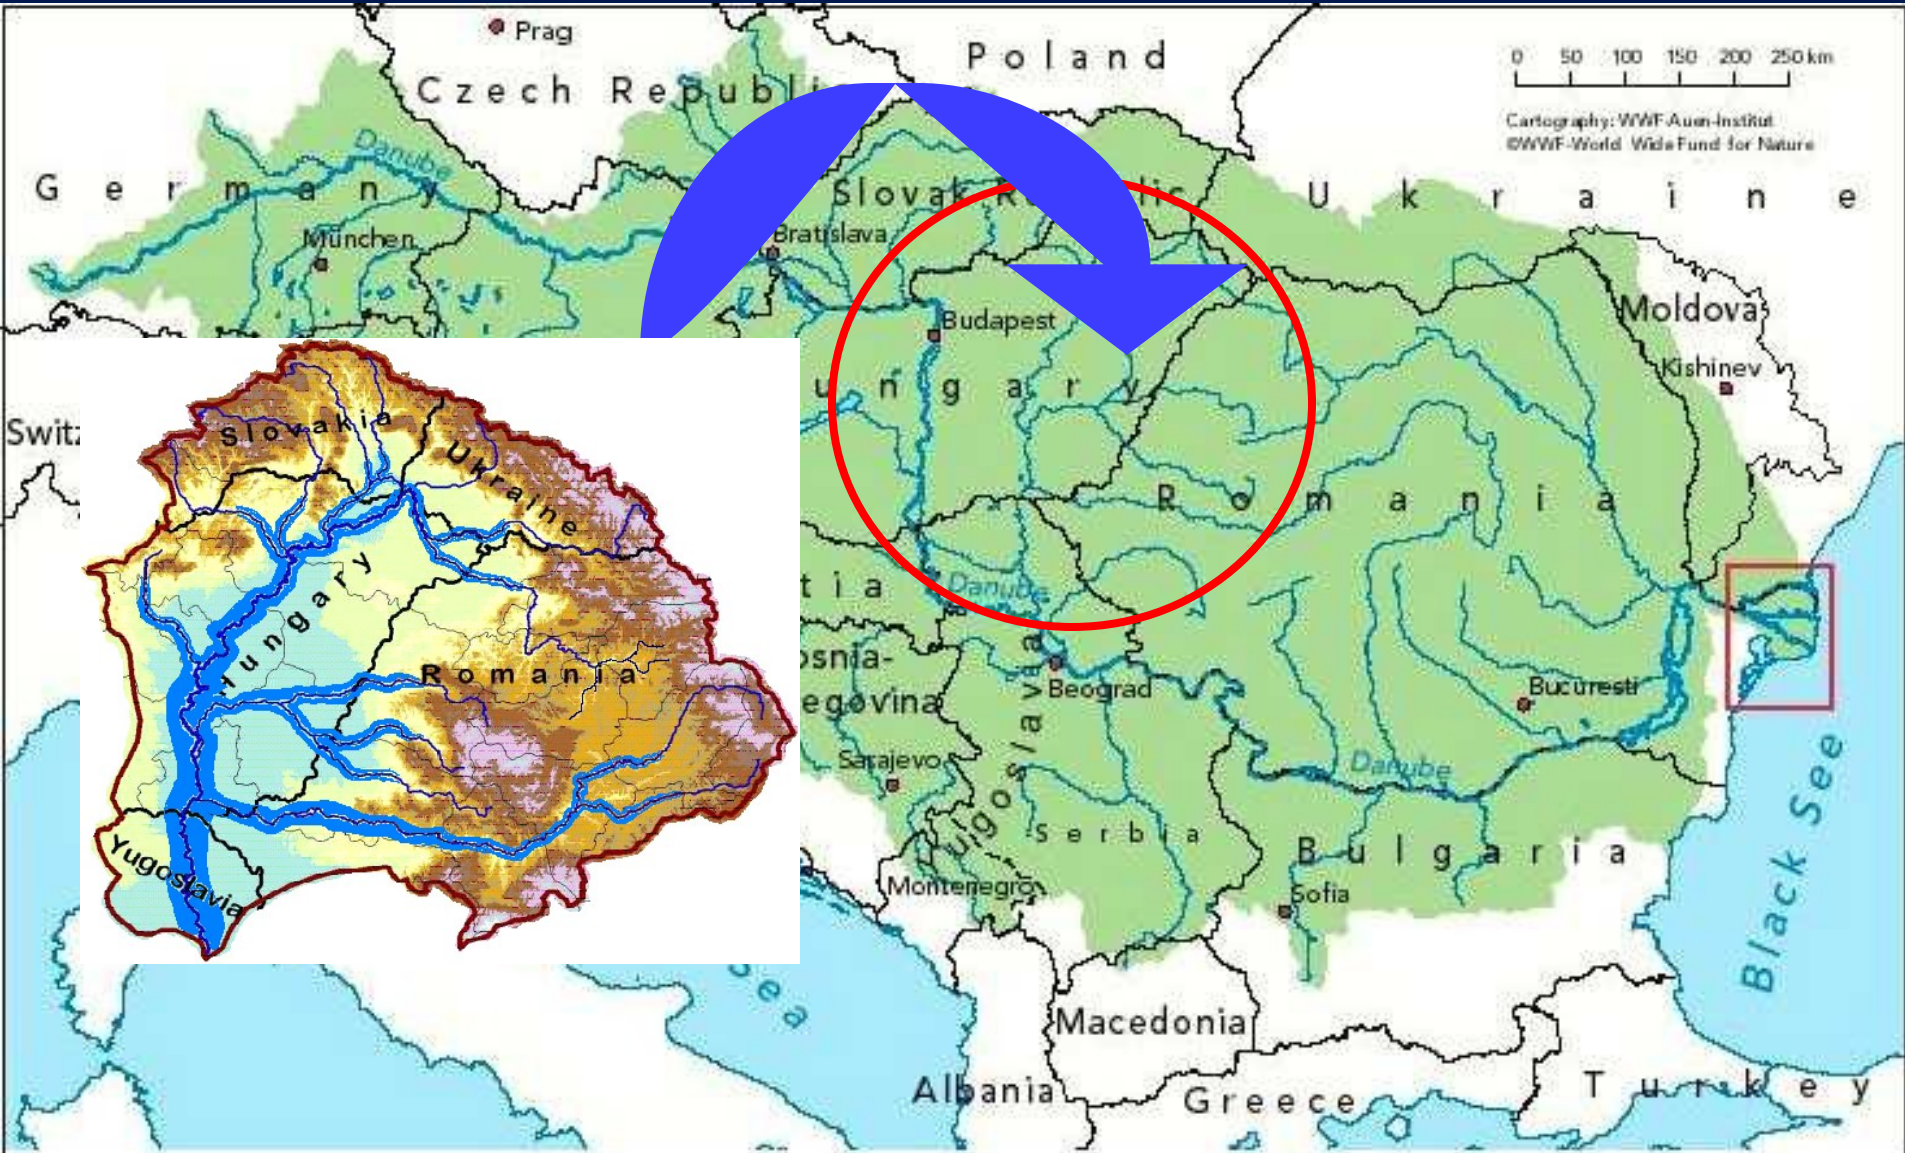 Prag
Poland
0 50 100 150 200 250 km
Czech Republi
Cartography: WWF-Auen-Institut
©WWF-World Wide Fund for Nature
Danube
Germany
Slovak R lic
Ukraine
München
Bratislava
Moldova
Budapest
Kishinev
ungary
Switz
Slovakia
Ukraine
Romania
Hungary
tia
Danube
osnia-
egovina
Romania
Beograd
Bucuresti
Yugoslavia
Sarajevo
Danube
Black See
Serbia
Bulgaria
Yugoslavia
Montenegro
Sofia
Sea
Macedonia
Albania
Greece
Turkey